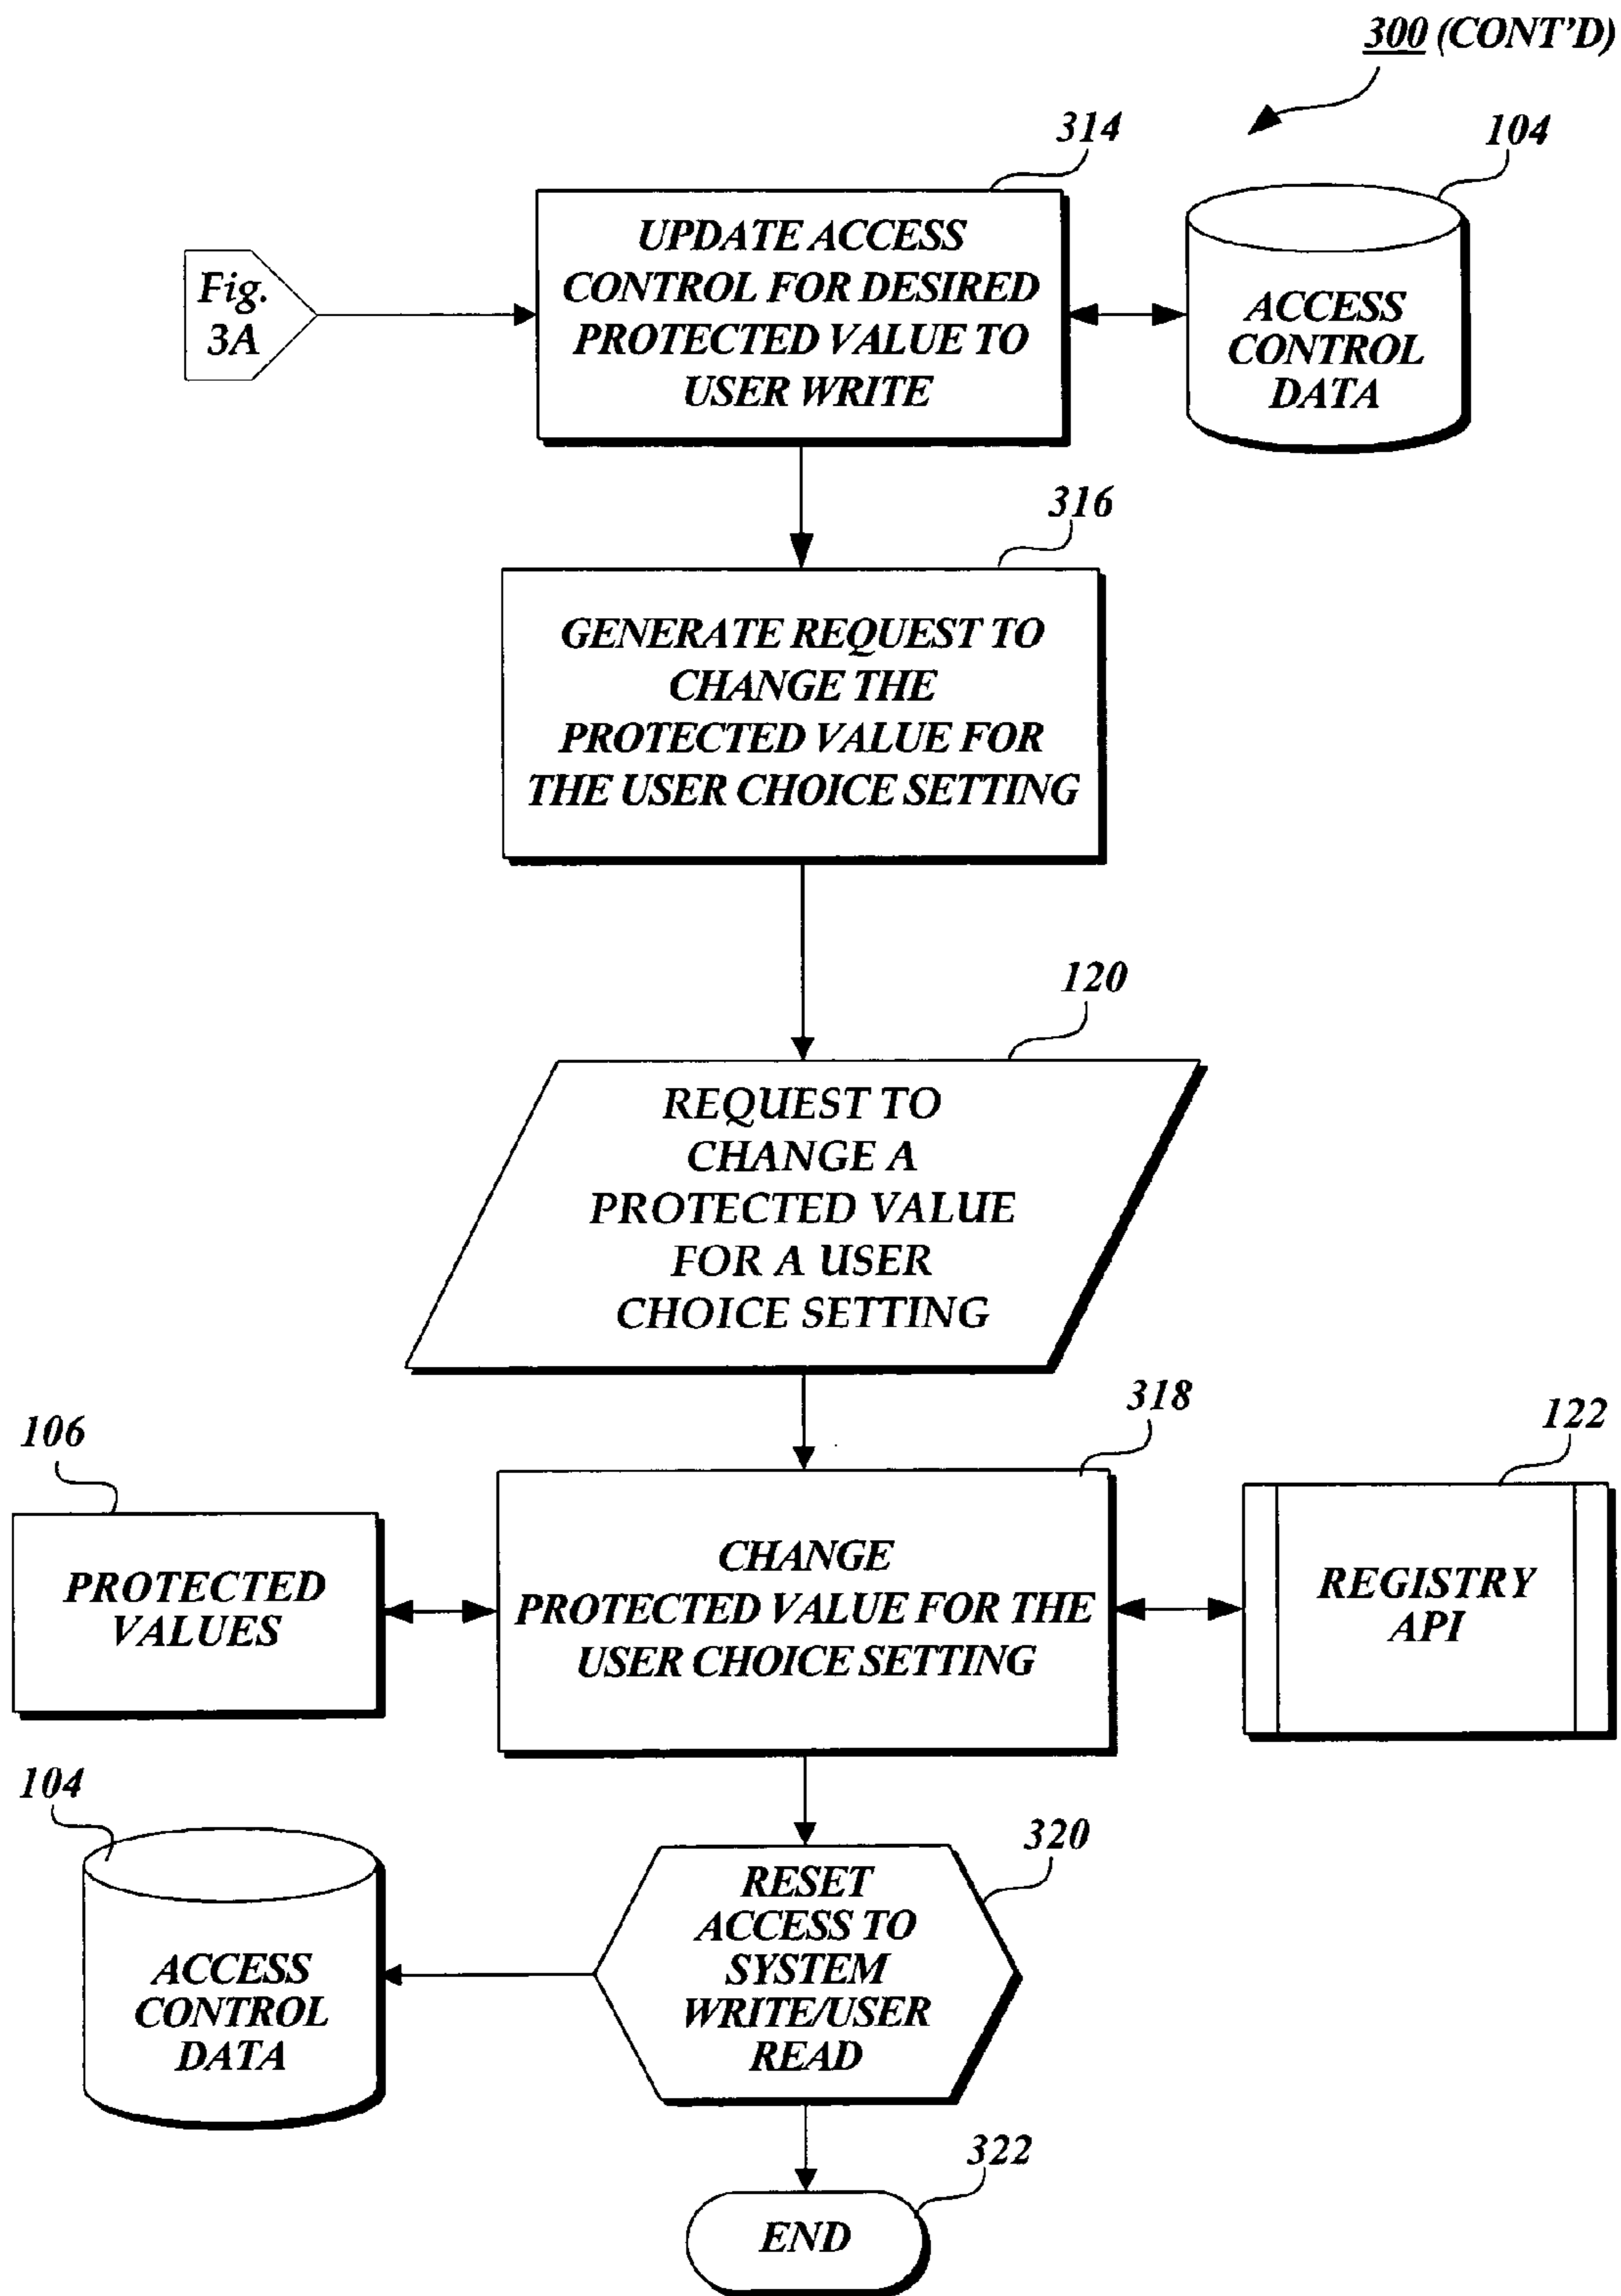 300 (CONT'D)
314
104
UPDATE ACCESS
CONTROL FOR DESIRED
PROTECTED VALUE TO
USER WRITE
Fig.
3A
ACCESS
CONTROL
DATA
316
GENERATE REQUEST TO
CHANGE THE
PROTECTED VALUE FOR
THE USER CHOICE SETTING
120
REQUEST TO
CHANGE A
PROTECTED VALUE
FOR A USER
CHOICE SETTING
318
106
122
PROTECTED
VALUES
CHANGE
PROTECTED VALUE FOR THE
USER CHOICE SETTING
REGISTRY
API
104
320
ACCESS
CONTROL
DATA
RESET
ACCESS TO
SYSTEM
WRITE/USER
READ
322
END